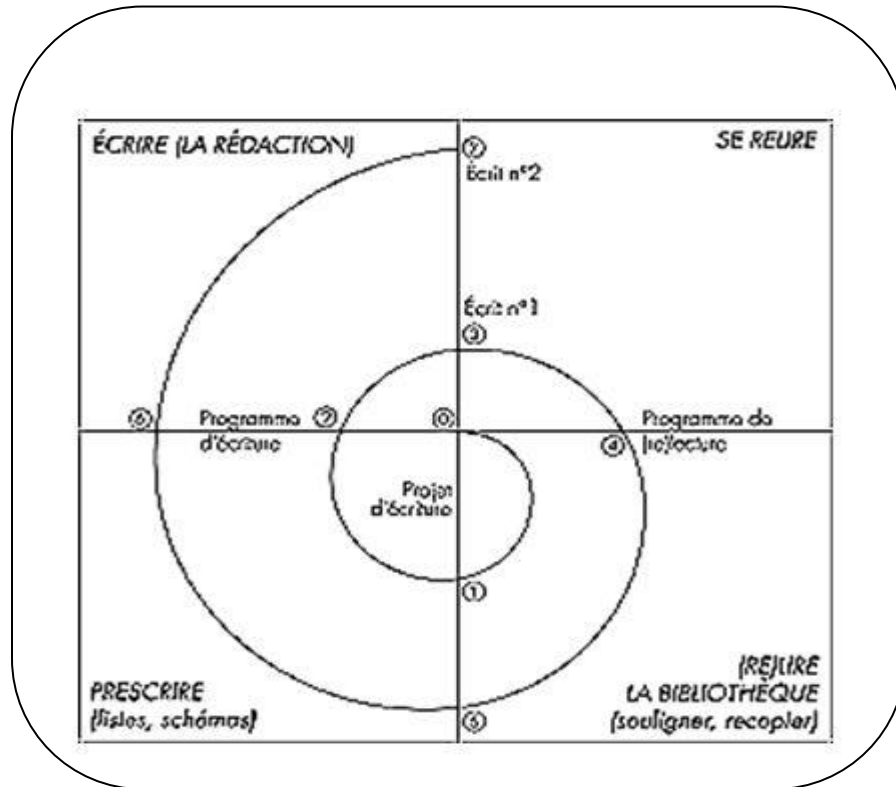 ÉCRIRE (LA RÉDACTION)
SE RELIRE
⑦
Écrit n°2
Écrit n°1
③
⑥
Programme
d'écriture
②
⓪
Programme de
(re)lecture
④
Projet
d'écriture
①
PRESCRIRE
(listes, schémas)
(RE)LIRE
LA BIBLIOTHÈQUE
(souligner, recopier)
⑤